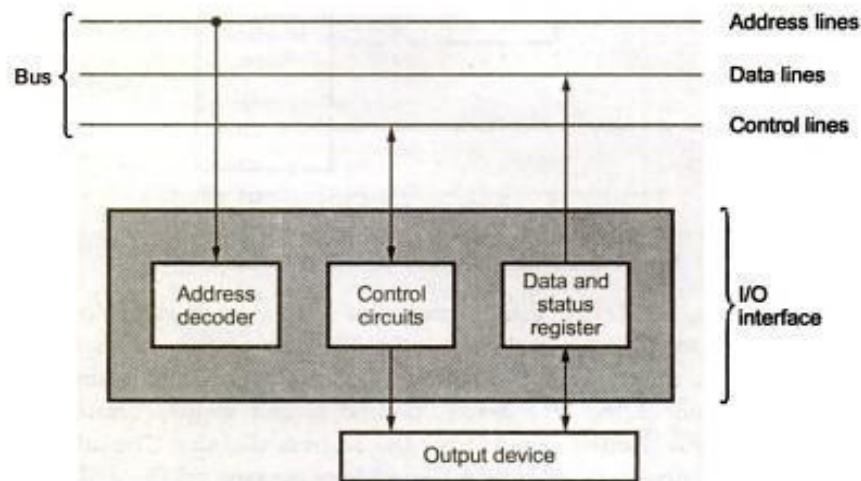 Address lines
Bus
Data lines
Control lines
Address
decoder
Control
circuits
Data and
status
register
I/O
interface
Output device